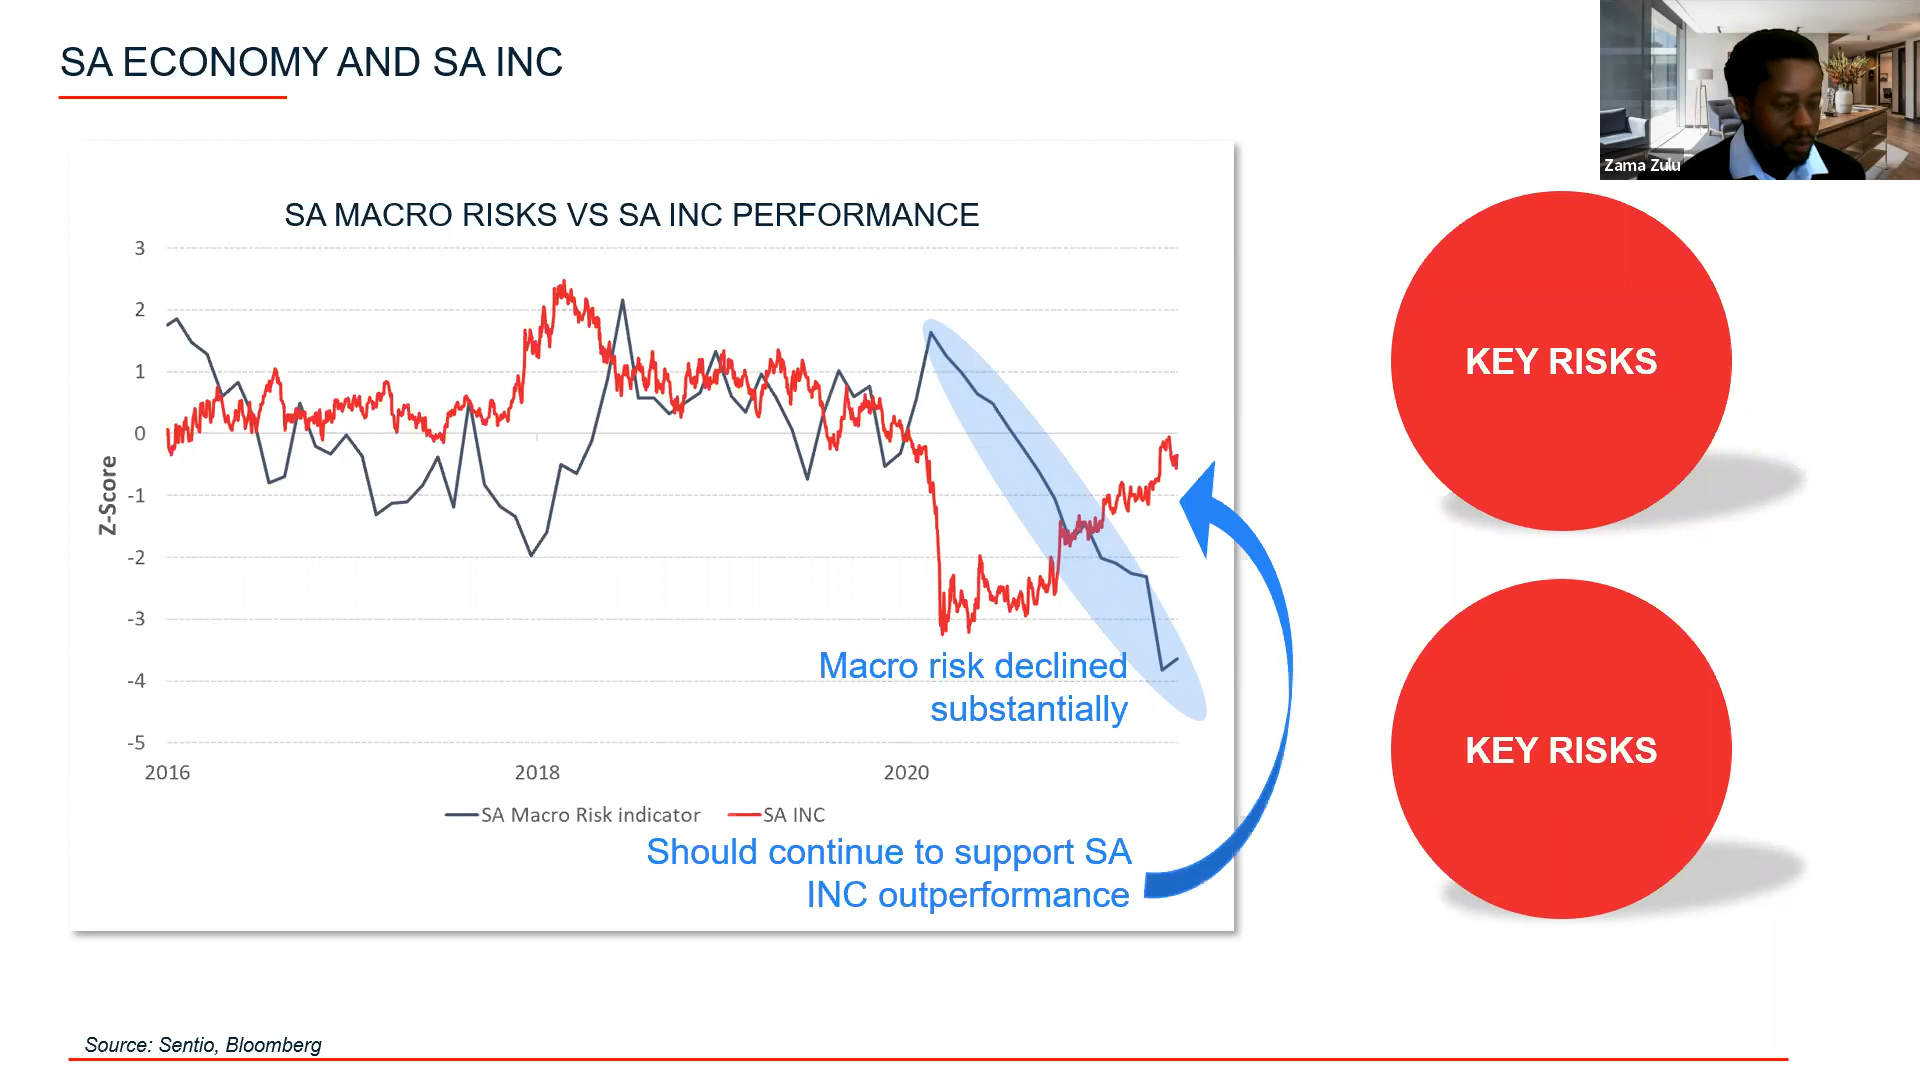 SA ECONOMY AND SA INC
Zama Zulu
SA MACRO RISKS VS SA INC PERFORMANCE
3
2
1
0
-1
-2
-3
-4
-5
Z-Score
2016
2018
2020
Macro risk declined
substantially
SA Macro Risk indicator
SA INC
Should continue to support SA
INC outperformance
KEY RISKS
KEY RISKS
Source: Sentio, Bloomberg